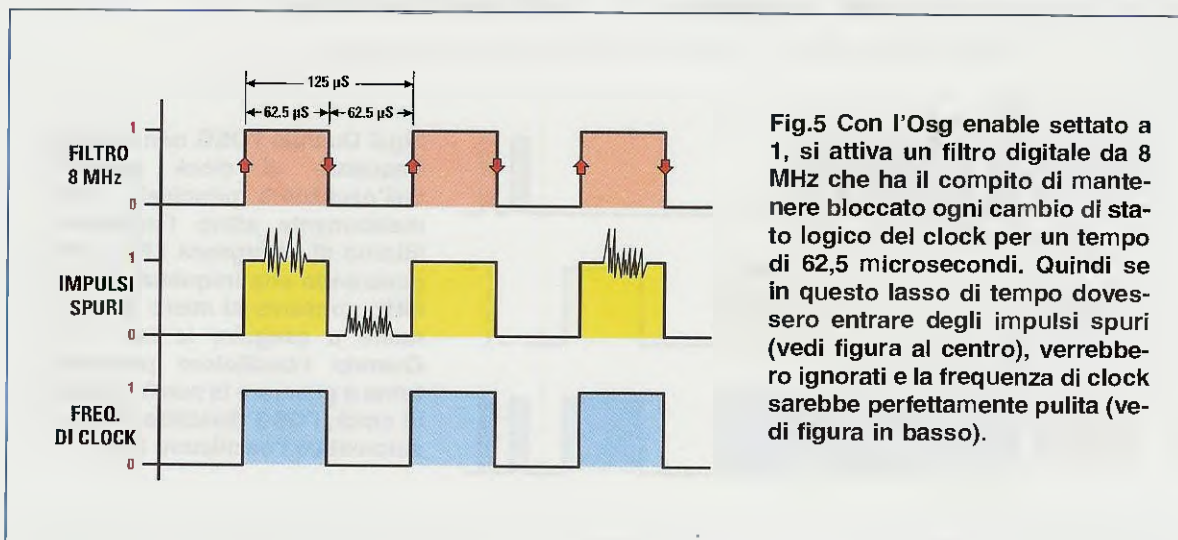 125 µS
62.5 µS 62.5 µS
1
FILTRO
8 MHz
0
1
IMPULSI
SPURI
0
1
FREQ.
DI CLOCK
0
Fig.5 Con l'Osg enable settato a
1, si attiva un filtro digitale da 8
MHz che ha il compito di mante-
nere bloccato ogni cambio di sta-
to logico del clock per un tempo
di 62,5 microsecondi. Quindi se
in questo lasso di tempo doves-
sero entrare degli impulsi spuri
(vedi figura al centro), verrebbe-
ro ignorati e la frequenza di clock
sarebbe perfettamente pulita (ve-
di figura in basso).